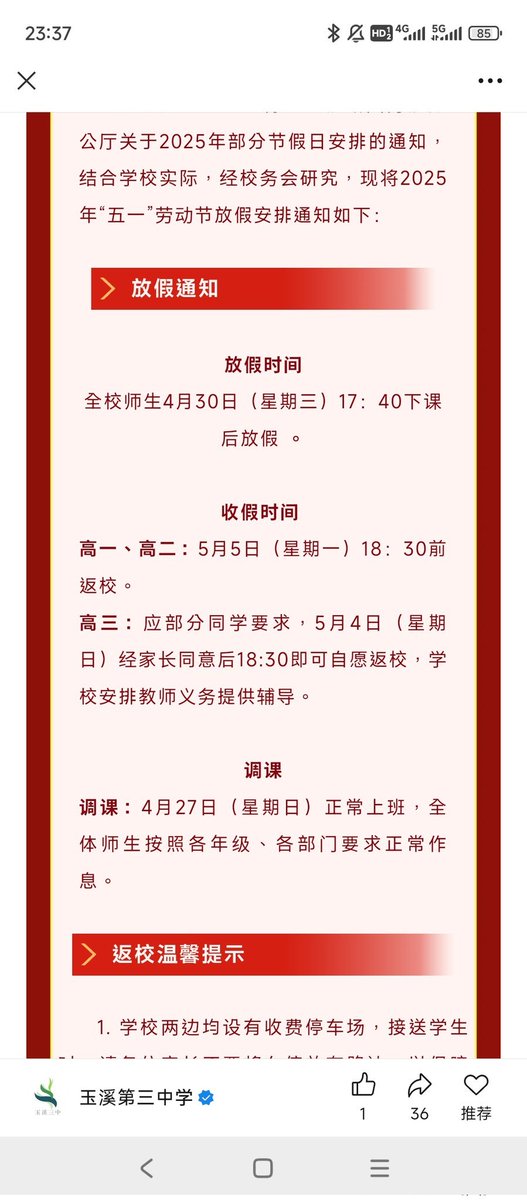 23:37
HD 1 2 4G 5G 85
公厅关于2025年部分节假日安排的通知，
结合学校实际，经校务会研究，现将2025
年“五一”劳动节放假安排通知如下：
放假通知
放假时间
全校师生4月30日（星期三）17：40下课
后放假 。
收假时间
高一、高二：5月5日（星期一）18：30前
返校。
高三：应部分同学要求，5月4日（星期
日）经家长同意后18:30即可自愿返校，学
校安排教师义务提供辅导。
调课
调课：4月27日（星期日）正常上班，全
体师生按照各年级、各部门要求正常作
息。
返校温馨提示
1. 学校两边均设有收费停车场，接送学生
玉溪三中
玉溪第三中学
1
36
推荐